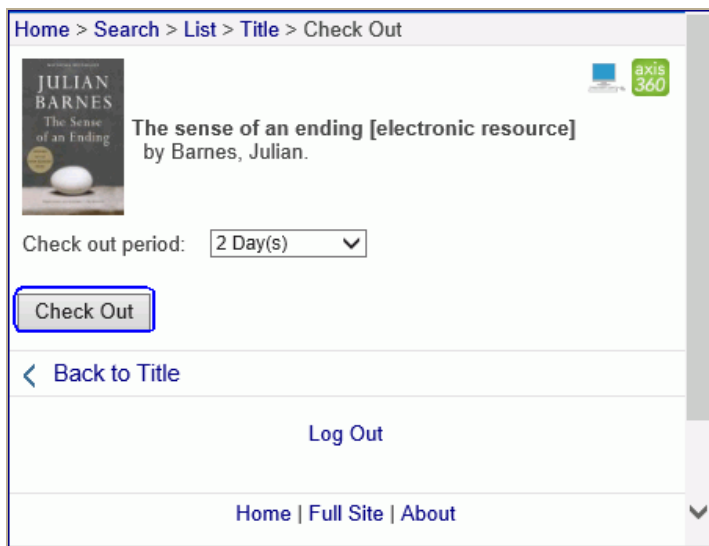 Home > Search > List > Title > Check Out
JULIAN
BARNES
The Sense
of an Ending
axis
360
The sense of an ending [electronic resource]
by Barnes, Julian.
Check out period: 2 Day(s)
Check Out
Back to Title
Log Out
Home | Full Site | About